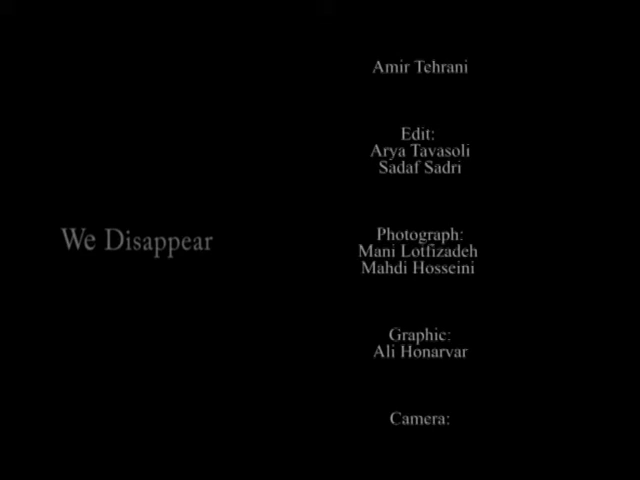 We Disappear
Amir Tehrani
Edit:
Arya Tavasoli
Sadaf Sadri
Photograph:
Mani Lotfizadeh
Mahdi Hosseini
Graphic:
Ali Honarvar
Camera: